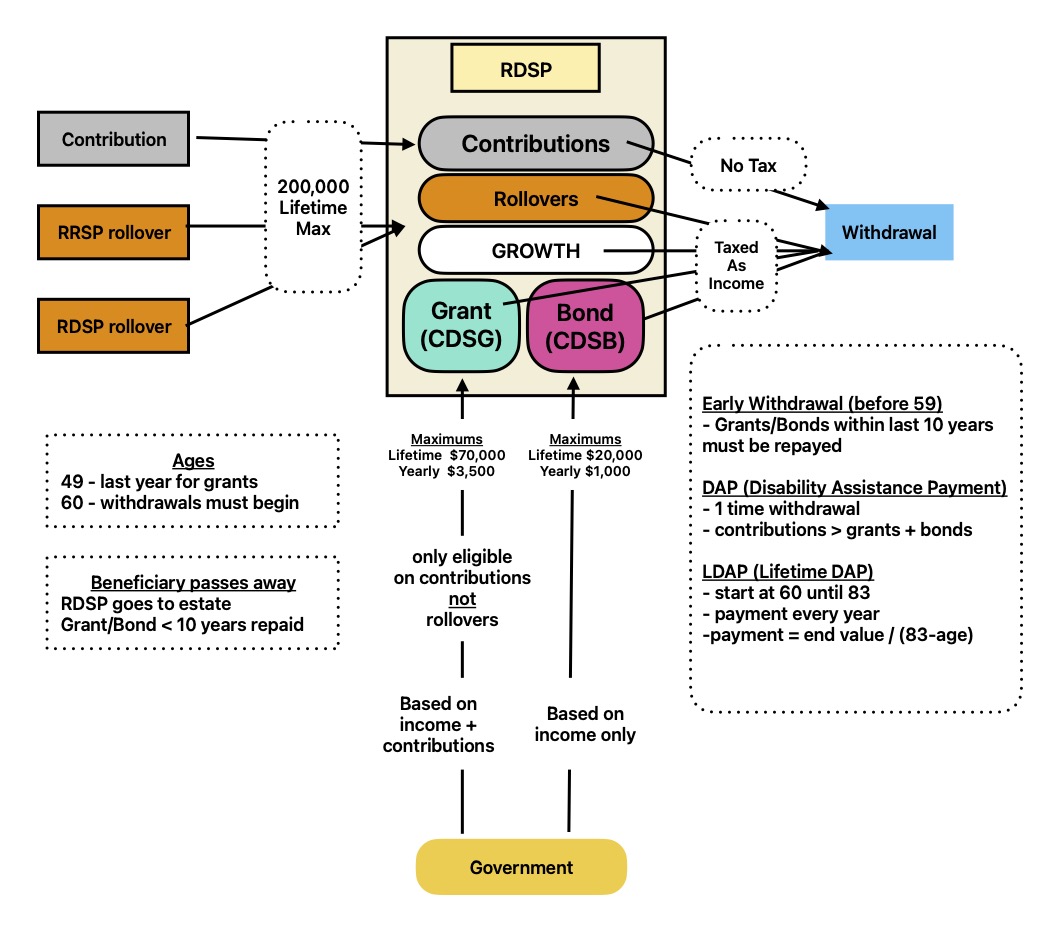 RDSP
Contribution
RRSP rollover
RDSP rollover
200,000
Lifetime
Max
Contributions
Rollovers
GROWTH
Grant
(CDSG)
Bond
(CDSB)
No Tax
Taxed
As
Income
Withdrawal
Early Withdrawal (before 59)
- Grants/Bonds within last 10 years
must be repayed
DAP (Disability Assistance Payment)
- 1 time withdrawal
- contributions > grants + bonds
LDAP (Lifetime DAP)
- start at 60 until 83
- payment every year
-payment = end value / (83-age)
Ages
49 - last year for grants
60 - withdrawals must begin
Beneficiary passes away
RDSP goes to estate
Grant/Bond < 10 years repaid
Maximums
Lifetime $70,000
Yearly $3,500
Maximums
Lifetime $20,000
Yearly $1,000
only eligible
on contributions
not
rollovers
Based on
income +
contributions
Based on
income only
Government